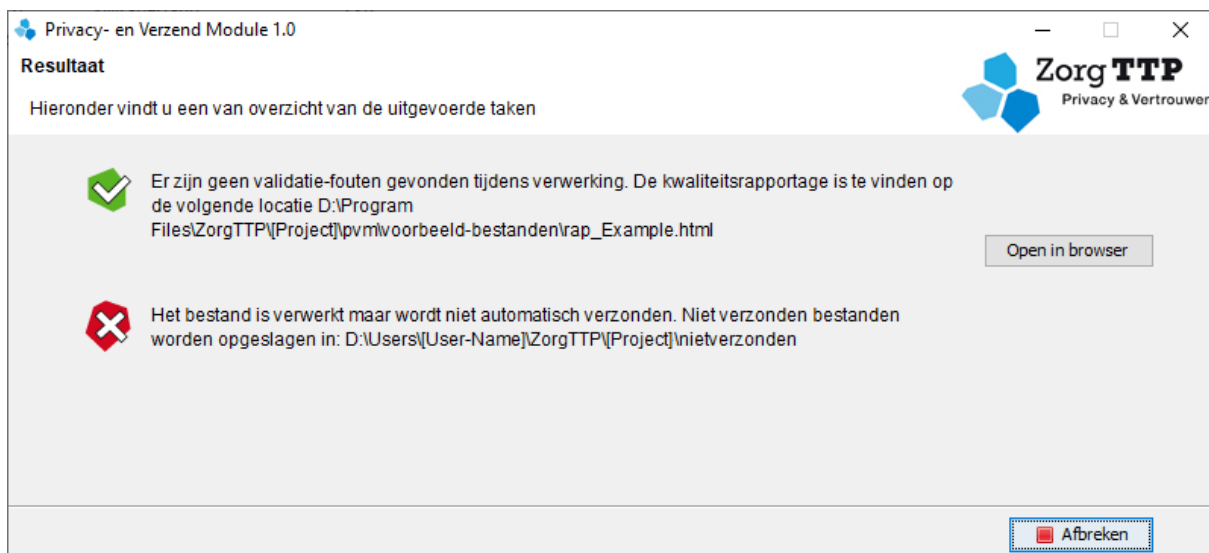 Privacy- en Verzend Module 1.0
Resultaat
Hieronder vindt u een van overzicht van de uitgevoerde taken
Zorg TTP
Privacy & Vertrouwen
Er zijn geen validatie-fouten gevonden tijdens verwerking. De kwaliteitsrapportage is te vinden op
de volgende locatie D:\Program
Files\ZorgTTP\[Project]\pvm\voorbeeld-bestanden\rap_Example.html
Open in browser
Het bestand is verwerkt maar wordt niet automatisch verzonden. Niet verzonden bestanden
worden opgeslagen in: D:\Users\[User-Name]\ZorgTTP\[Project]\nietverzonden
Afbreken